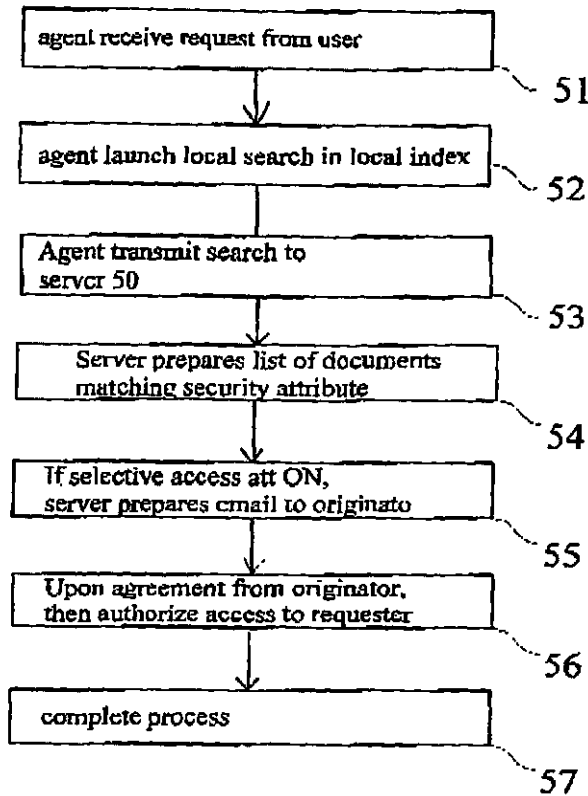 agent receive request from user
51
agent launch local search in local index
52
Agent transmit search to
server 50
53
Server prepares list of documents
matching security attribute
54
If selective access att ON,
server prepares email to originato
55
Upon agreement from originator,
then authorize access to requester
56
complete process
57